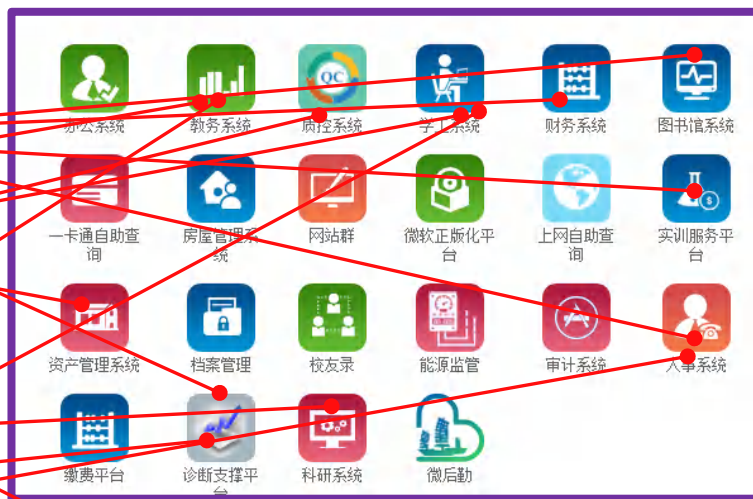 办公系统 教务系统 质控系统 学工系统 财务系统 图书馆系统
QC
一卡通自助查
询
房屋管理系
统
网站群
微软正版化平
台
上网自助查
询
实训服务平
台
$
资产管理系统 档案管理 校友录 能源监管 审计系统 人事系统
缴费平台
诊断支撑平
台
科研系统
微后勤